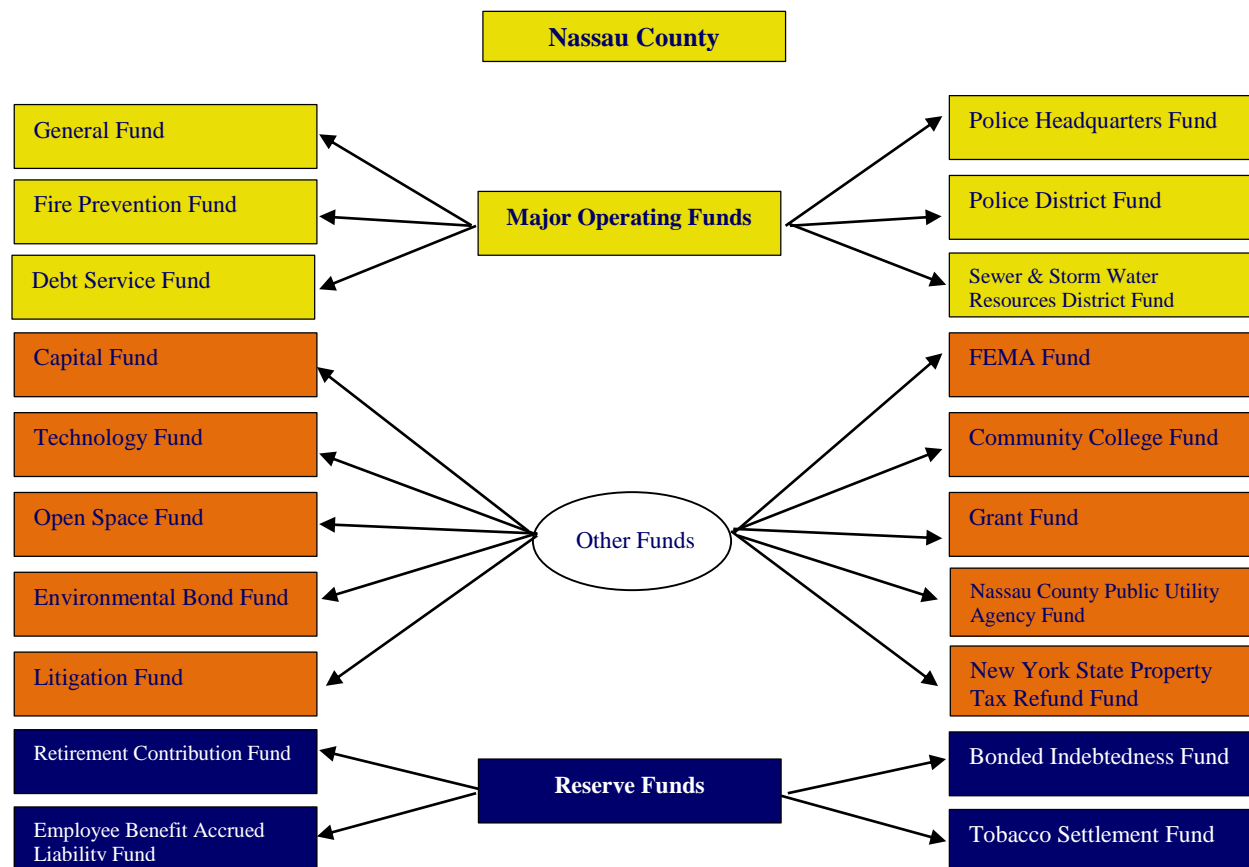 Nassau County
General Fund
Police Headquarters Fund
Fire Prevention Fund
Major Operating Funds
Police District Fund
Debt Service Fund
Sewer & Storm Water
Resources District Fund
Capital Fund
FEMA Fund
Technology Fund
Community College Fund
Open Space Fund
Other Funds
Grant Fund
Environmental Bond Fund
Nassau County Public Utility
Agency Fund
Litigation Fund
New York State Property
Tax Refund Fund
Retirement Contribution Fund
Reserve Funds
Bonded Indebtedness Fund
Employee Benefit Accrued
Liability Fund
Tobacco Settlement Fund